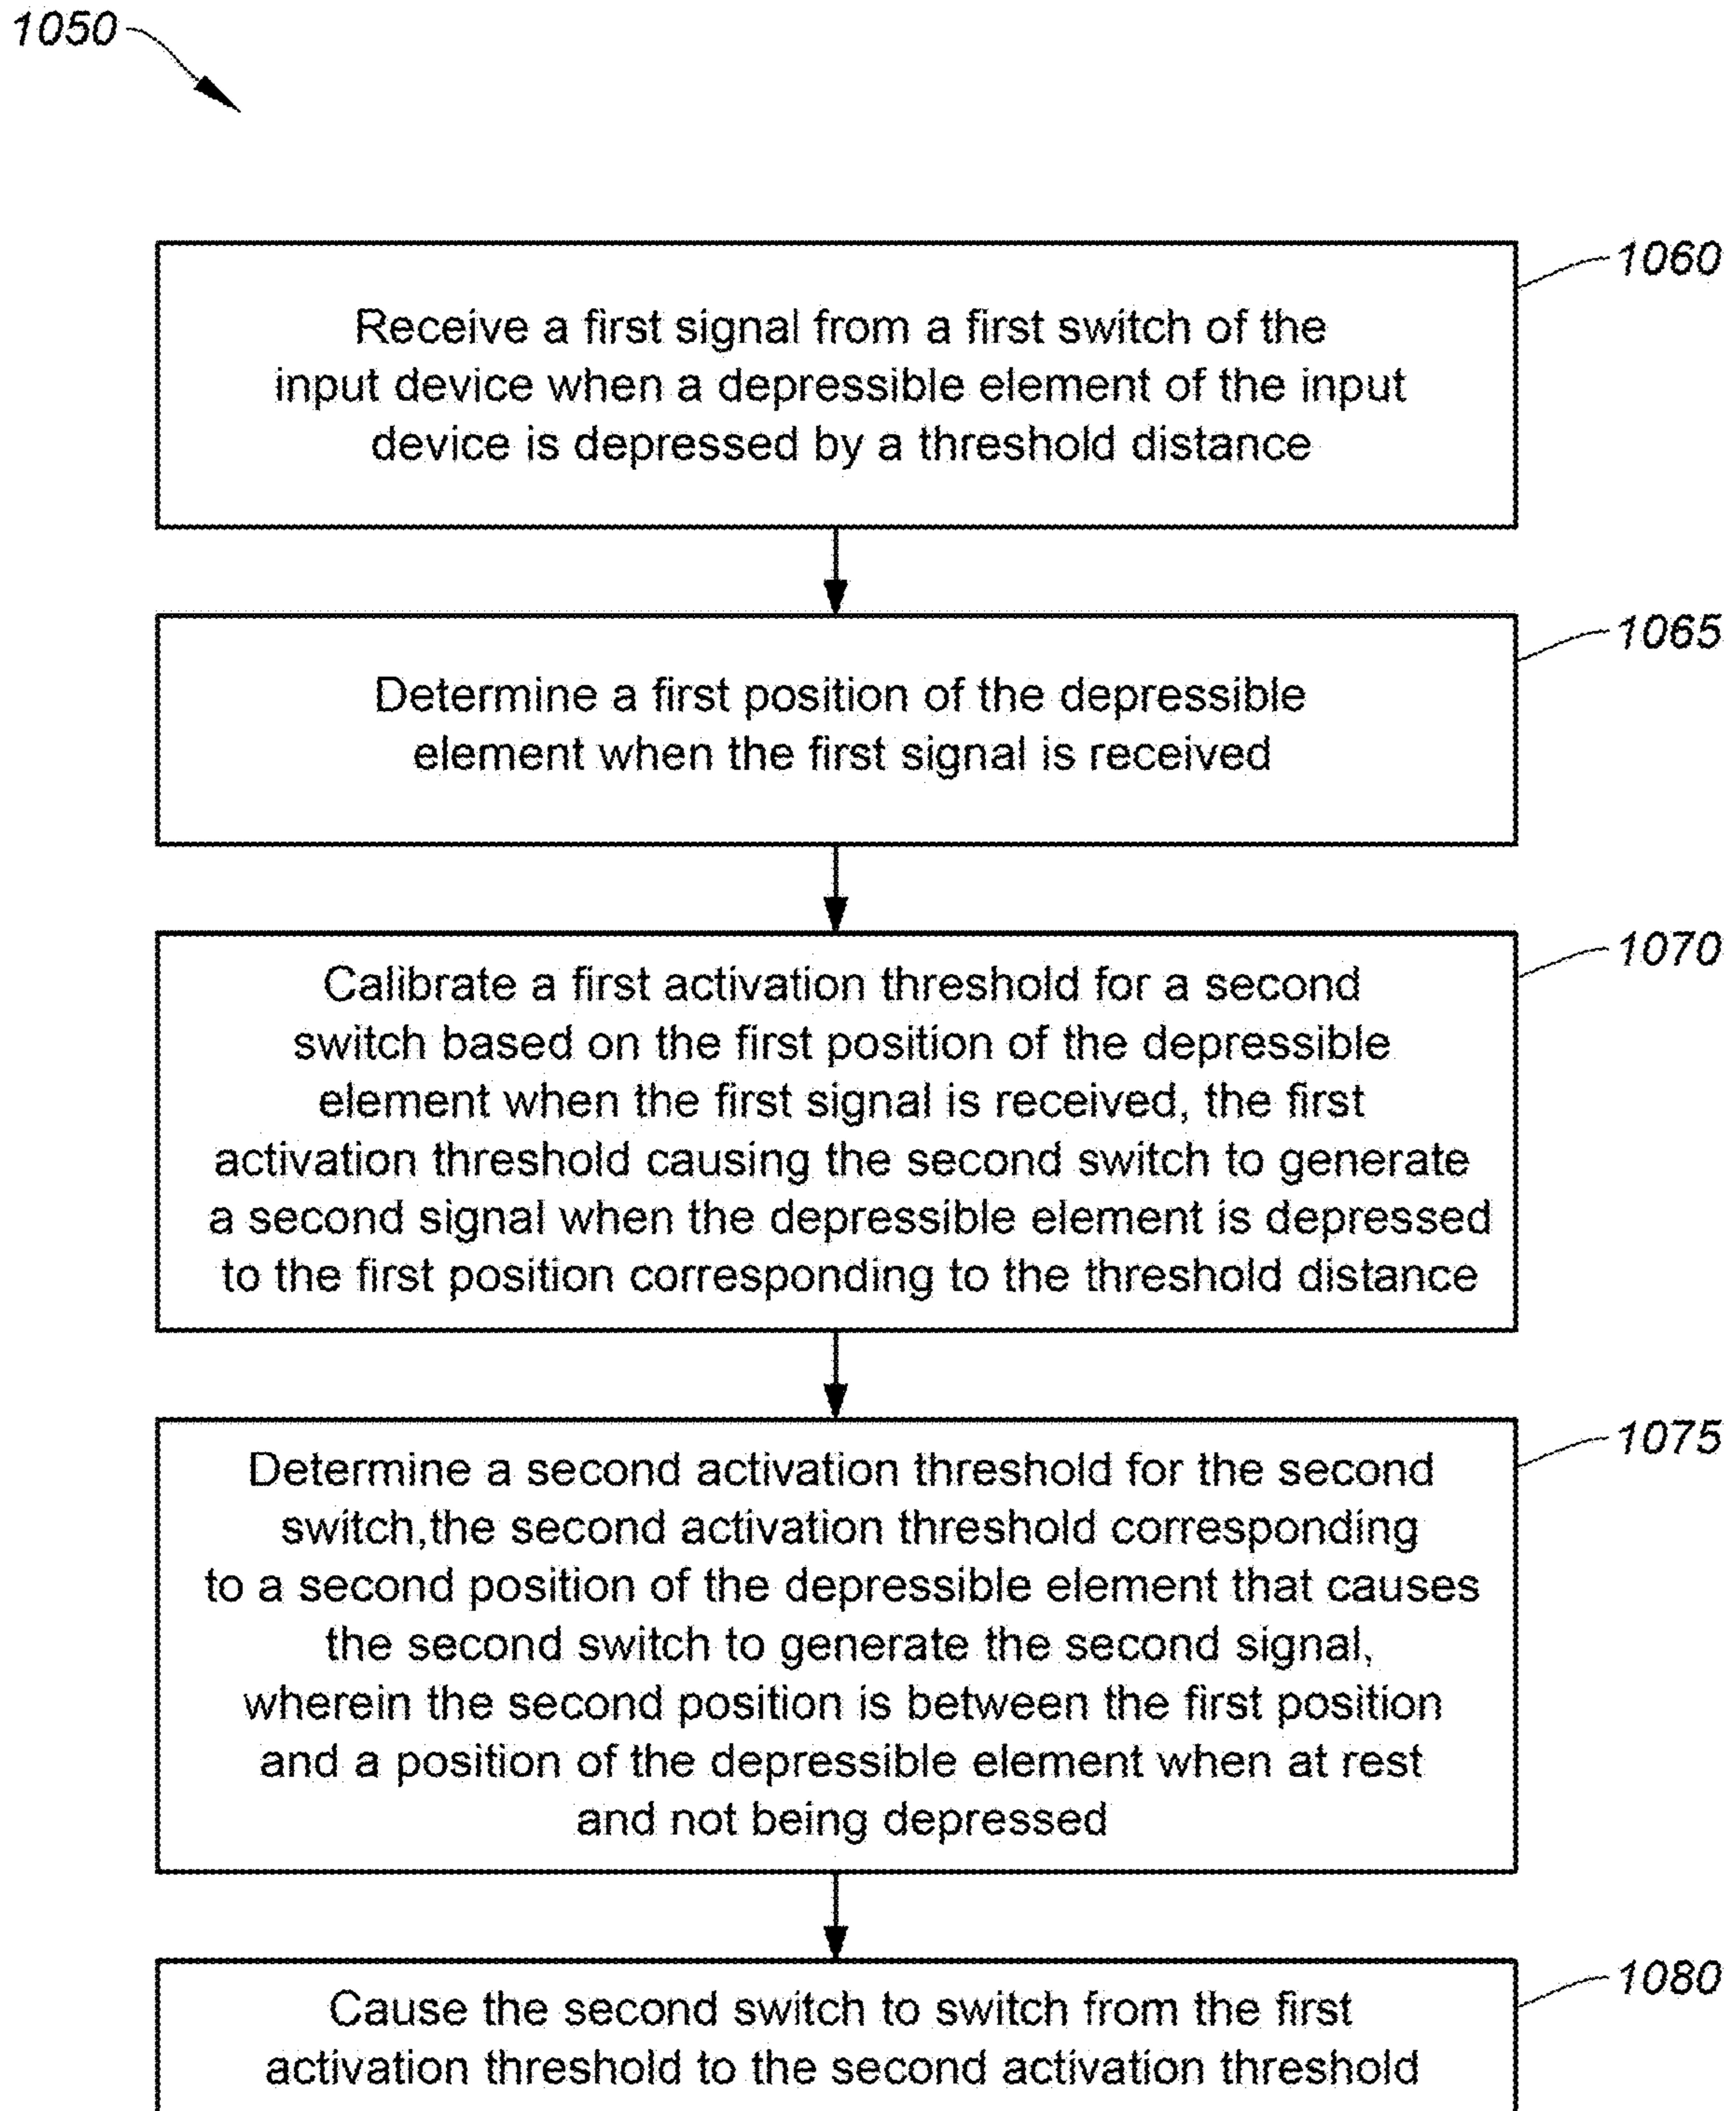 1050
1060
Receive a first signal from a first switch of the
input device when a depressible element of the input
device is depressed by a threshold distance
1065
Determine a first position of the depressible
element when the first signal is received
1070
Calibrate a first activation threshold for a second
switch based on the first position of the depressible
element when the first signal is received, the first
activation threshold causing the second switch to generate
a second signal when the depressible element is depressed
to the first position corresponding to the threshold distance
1075
Determine a second activation threshold for the second
switch,the second activation threshold corresponding
to a second position of the depressible element that causes
the second switch to generate the second signal,
wherein the second position is between the first position
and a position of the depressible element when at rest
and not being depressed
1080
Cause the second switch to switch from the first
activation threshold to the second activation threshold